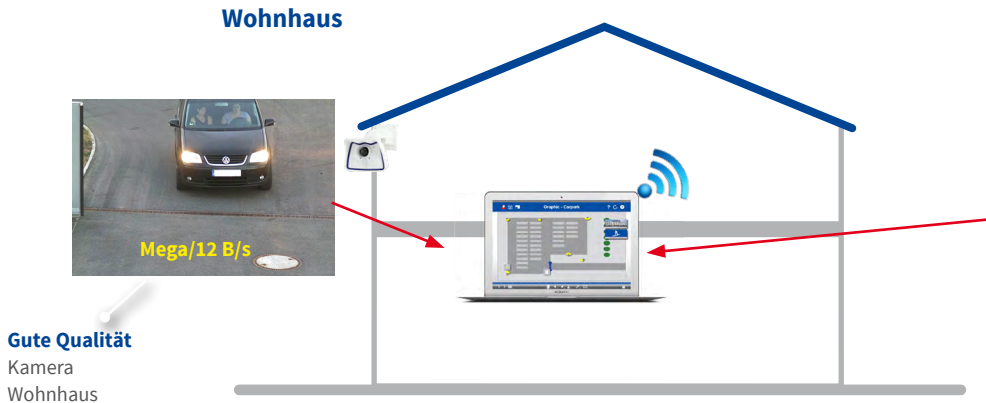 Wohnhaus
Graphic - Carpark
Mega/12 B/s
Gute Qualität
Kamera
Wohnhaus